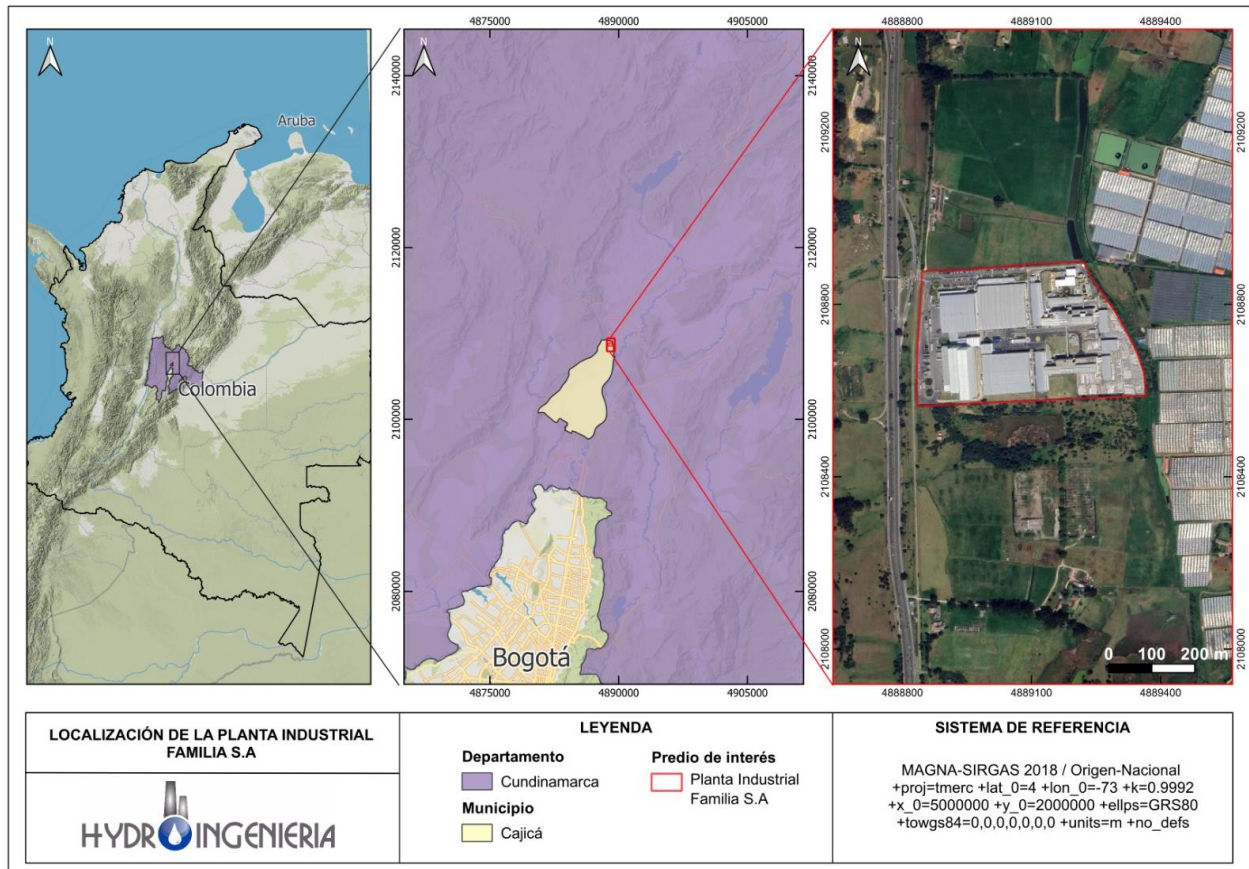 4875000 4890000 4905000
4888800 4889100 4889400
N
N
N
Aruba
Colombia
2140000
2120000
2100000
2080000
2140000
2120000
2100000
2080000
Bogotá
2109200
2108800
2108400
2108000
0 100 200 m
4875000 4890000 4905000
4888800 4889100 4889400
LOCALIZACIÓN DE LA PLANTA INDUSTRIAL
FAMILIA S.A
HYDROINGENIERIA
LEYENDA
Departamento
Cundinamarca
Municipio
Cajicá
Predio de interés
Planta Industrial
Familia S.A
SISTEMA DE REFERENCIA
MAGNA-SIRGAS 2018 / Origen-Nacional
+proj=tmerc +lat_0=4 +lon_0=-73 +k=0.9992
+x_0=5000000 +y_0=2000000 +ellps=GRS80
+towgs84=0,0,0,0,0,0,0 +units=m +no_defs